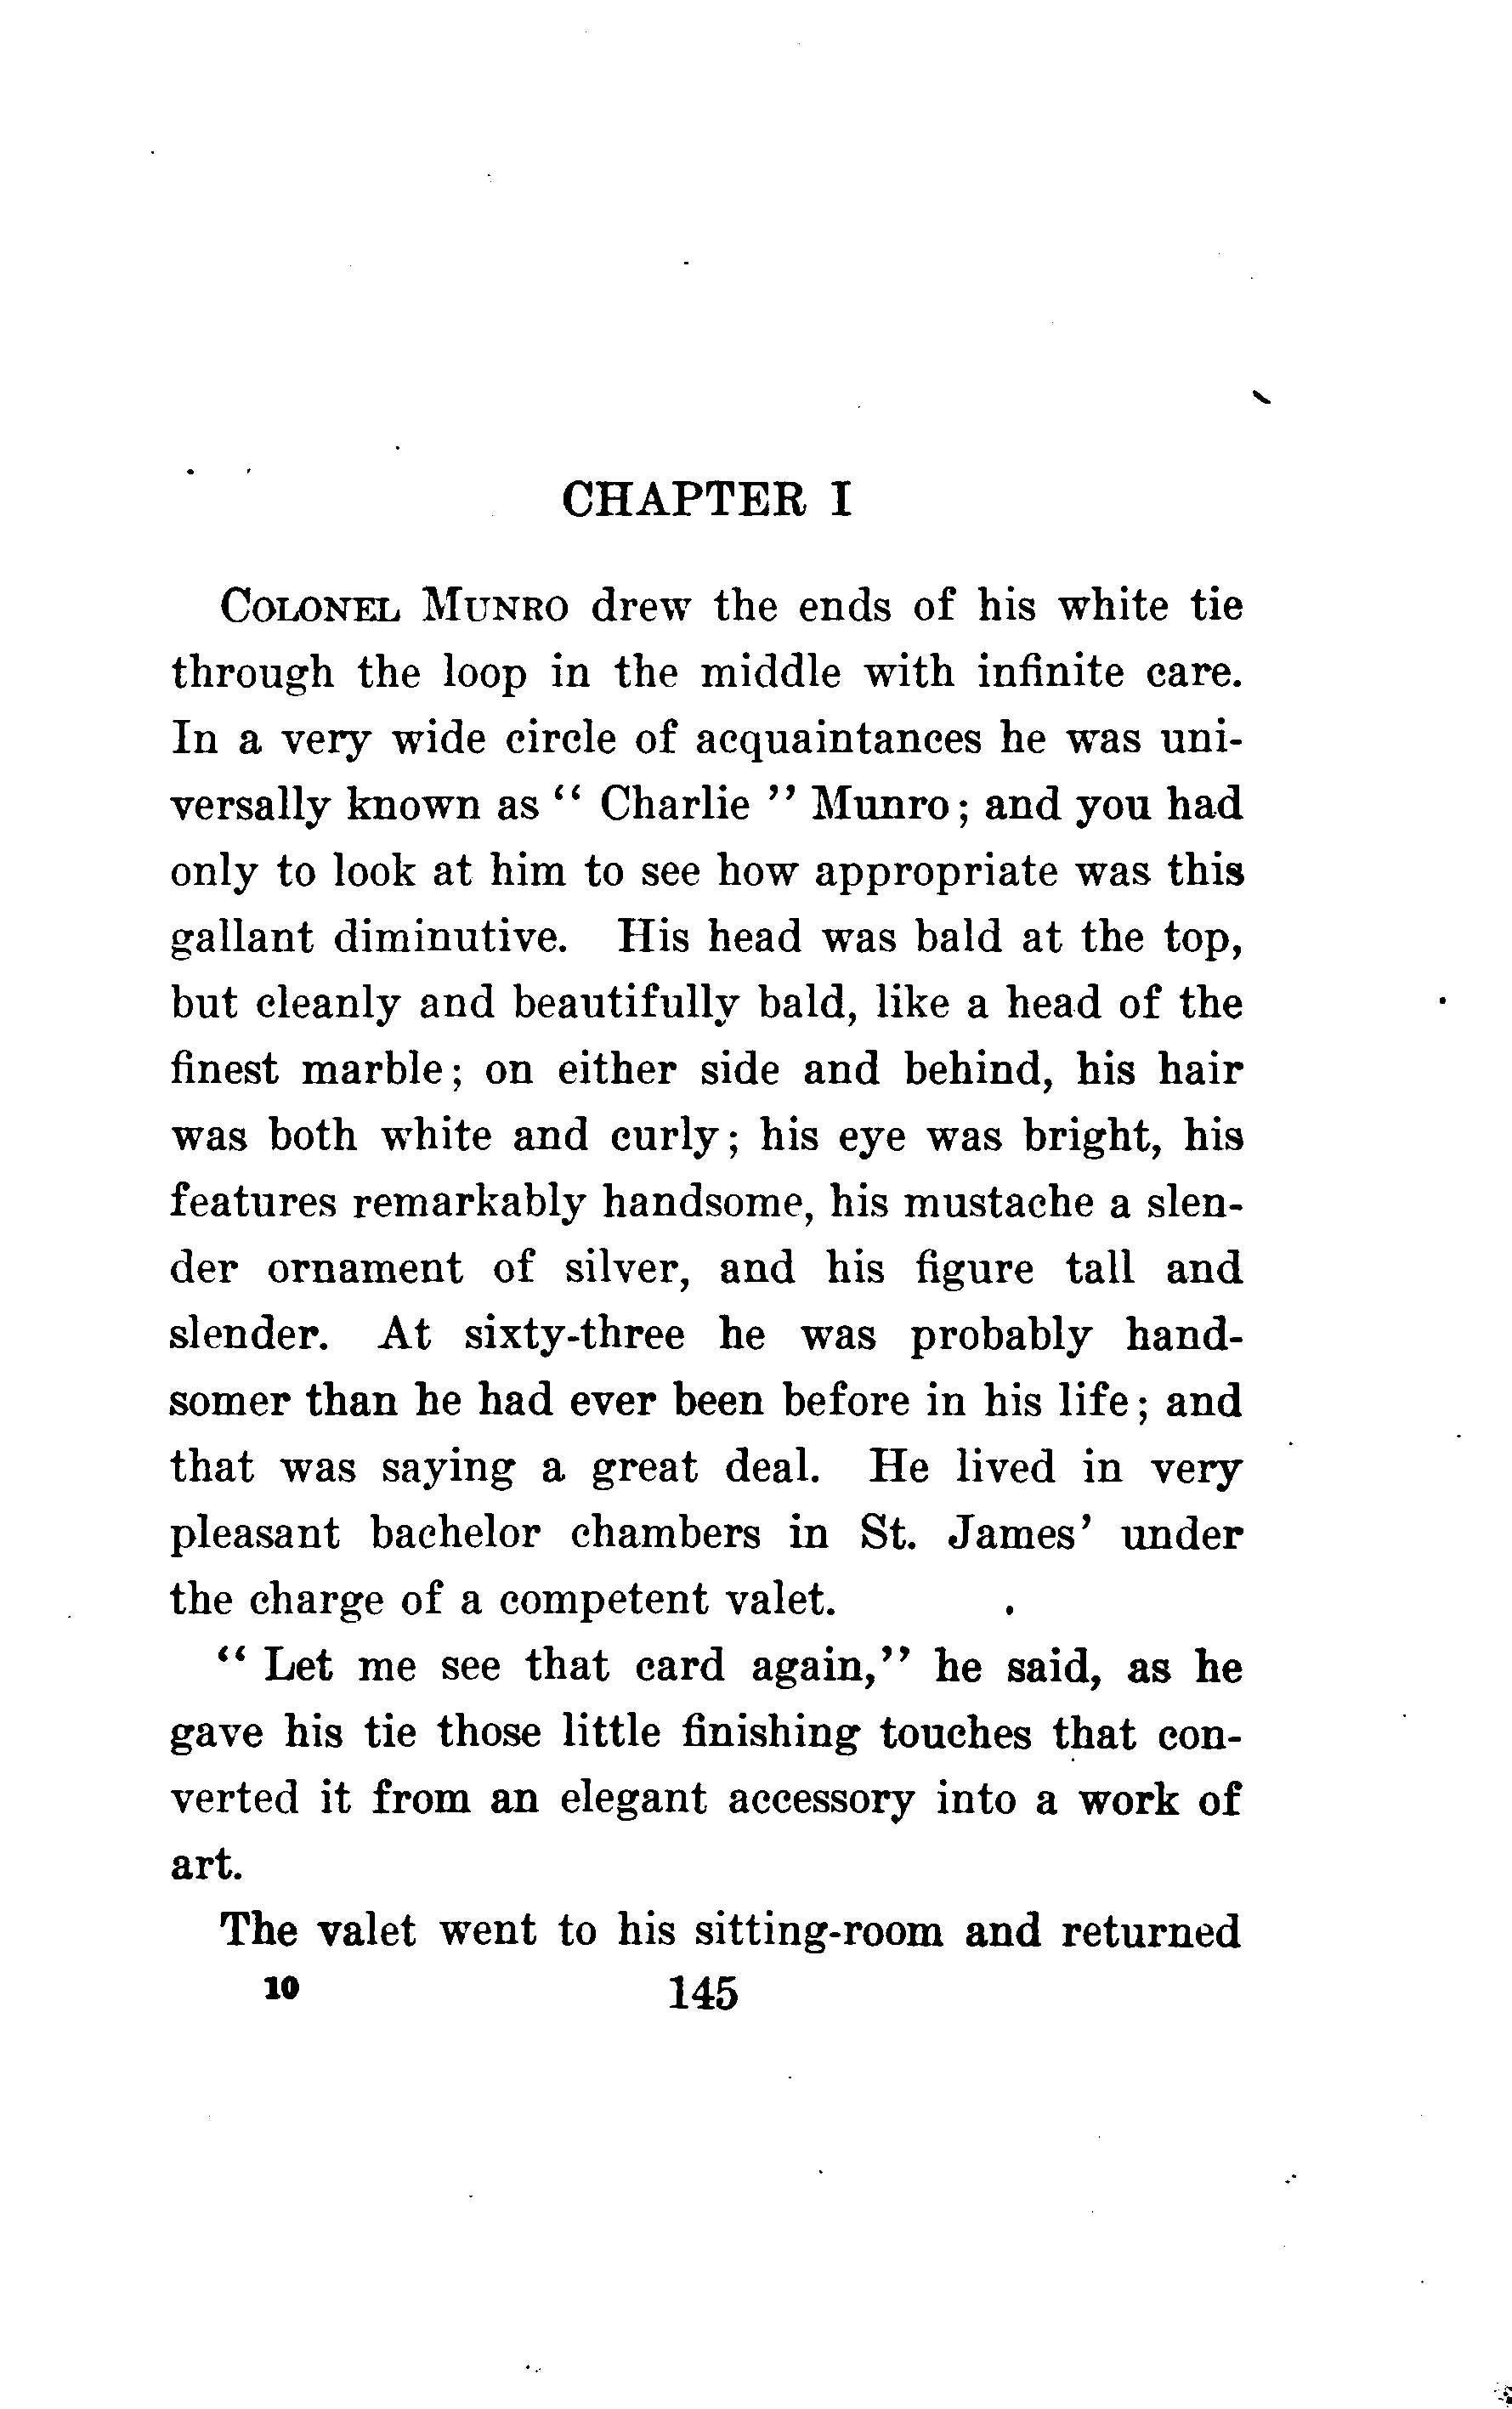 CHAPTER I
COLONEL MUNRO drew the ends of his white tie
through the loop in the middle with infinite care.
In a very wide circle of acquaintances he was uni-
versally known as “ Charlie ” Munro; and you had
only to look at him to see how appropriate was this
gallant diminutive. His head was bald at the top,
but cleanly and beautifully bald, like a head of the
finest marble; on either side and behind, his hair
was both white and curly; his eye was bright, his
features remarkably handsome, his mustache a slen-
der ornament of silver, and his figure tall and
slender. At sixty-three he was probably hand-
somer than he had ever been before in his life; and
that was saying a great deal. He lived in very
pleasant bachelor chambers in St. James’ under
the charge of a competent valet.
“ Let me see that card again,” he said, as he
gave his tie those little finishing touches that con-
verted it from an elegant accessory into a work of
art.
The valet went to his sitting-room and returned
10 145